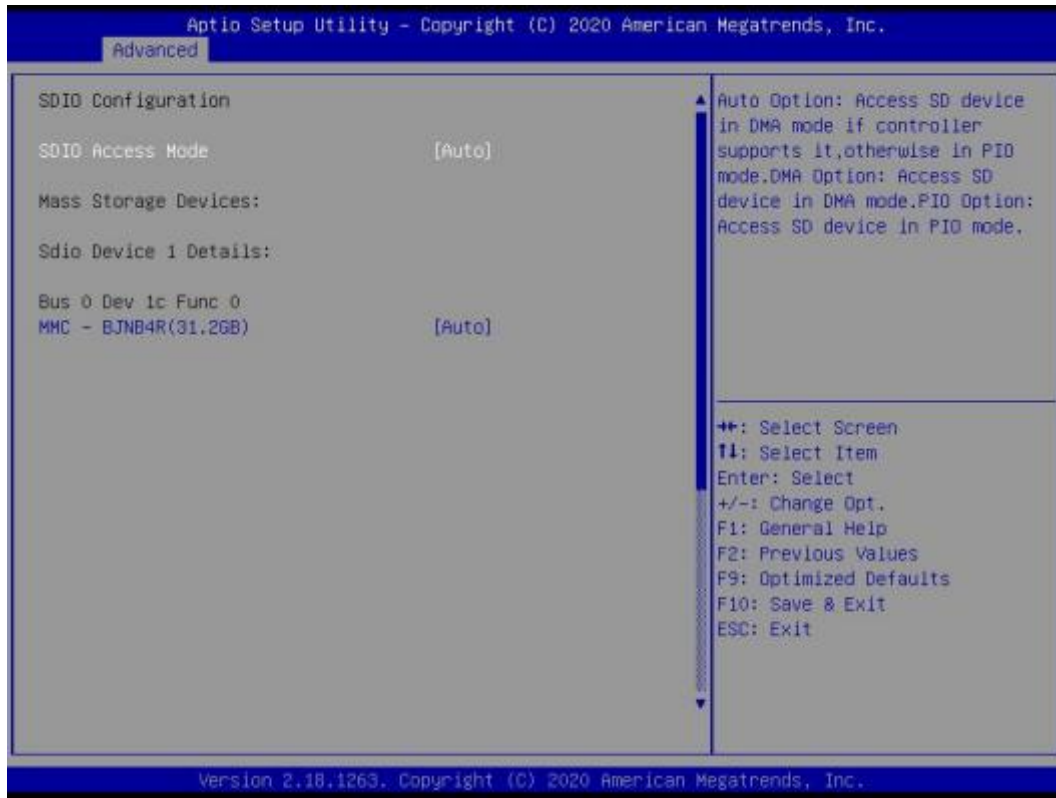 Aptio Setup Utility – Copyright (C) 2020 American Megatrends, Inc.
Advanced
SDIO Configuration
SDIO Access Mode [Auto]
Mass Storage Devices:
Sdio Device 1 Details:
Bus 0 Dev 1c Func 0
MMC - BJNB4R(31.2GB) [Auto]
Auto Option: Access SD device
in DMA mode if controller
supports it,otherwise in PIO
mode.DMA Option: Access SD
device in DMA mode.PIO Option:
Access SD device in PIO mode.
→←: Select Screen
↑↓: Select Item
Enter: Select
+/-: Change Opt.
F1: General Help
F2: Previous Values
F9: Optimized Defaults
F10: Save & Exit
ESC: Exit
Version 2.18.1263. Copyright (C) 2020 American Megatrends, Inc.